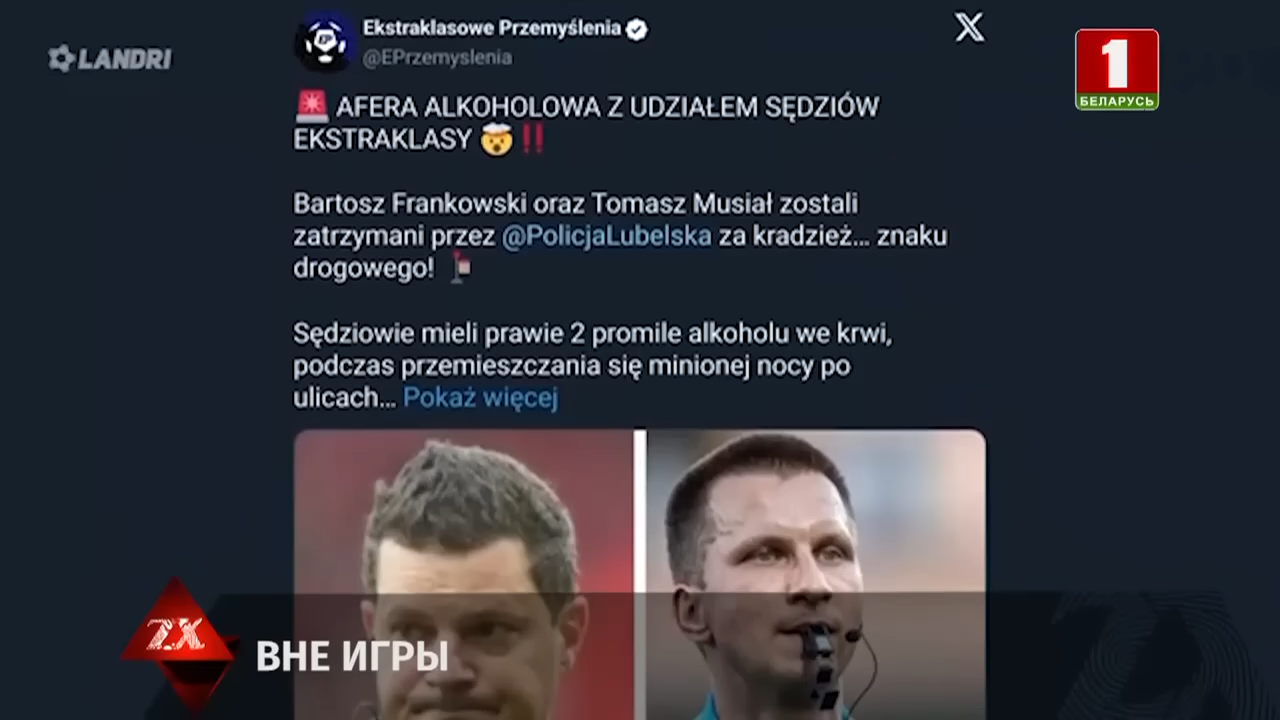 Ekstraklasowe Przemyślenia
@EPrzemyslenia
LANDRI
1
БЕЛАРУСЬ
AFERA ALKOHOLOWA Z UDZIAŁEM SĘDZIÓW
EKSTRAKLASY 🤯‼️
Bartosz Frankowski oraz Tomasz Musiał zostali
zatrzymani przez @PolicjaLubelska za kradzież... znaku
drogowego!
Sędziowie mieli prawie 2 promile alkoholu we krwi,
podczas przemieszczania się minionej nocy po
ulicach... Pokaż więcej
ZX
ВНЕ ИГРЫ